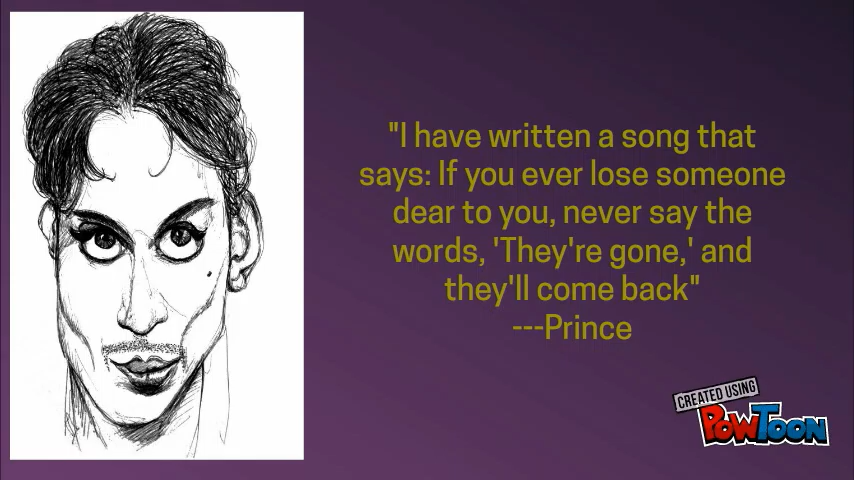 "I have written a song that
says: If you ever lose someone
dear to you, never say the
words, 'They're gone,' and
they'll come back"
---Prince
CREATED USING
POWTOON